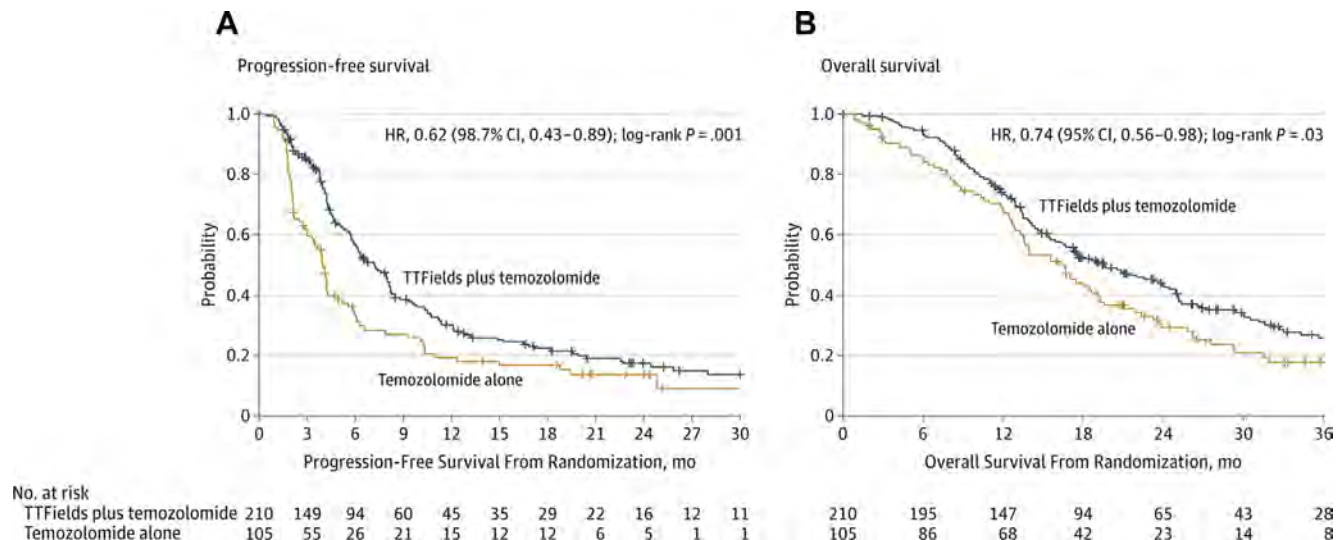 A
Progression-free survival
1.0
0.8
0.6
0.4
0.2
0
Probability
HR, 0.62 (98.7% CI, 0.43–0.89); log-rank P = .001
TTFields plus temozolomide
Temozolomide alone
0 3 6 9 12 15 18 21 24 27 30
Progression-Free Survival From Randomization, mo
B
Overall survival
1.0
0.8
0.6
0.4
0.2
0
Probability
HR, 0.74 (95% CI, 0.56–0.98); log-rank P = .03
TTFields plus temozolomide
Temozolomide alone
0 6 12 18 24 30 36
Overall Survival From Randomization, mo
No. at risk
TTFields plus temozolomide 210 149 94 60 45 35 29 22 16 12 11 210 195 147 94 65 43 28
Temozolomide alone 105 55 26 21 15 12 12 6 5 1 1 105 86 68 42 23 14 8